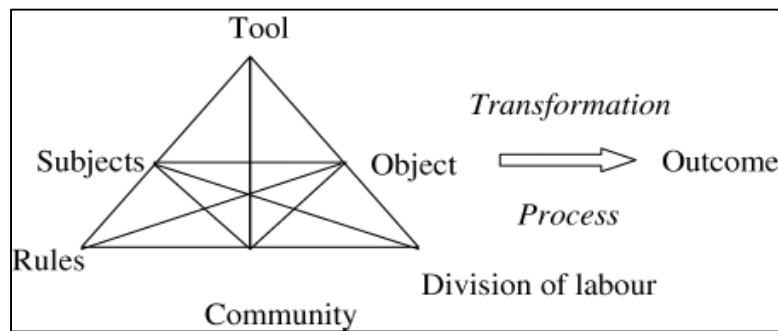 Tool
Transformation
Subjects
Object
Outcome
Process
Rules
Division of labour
Community